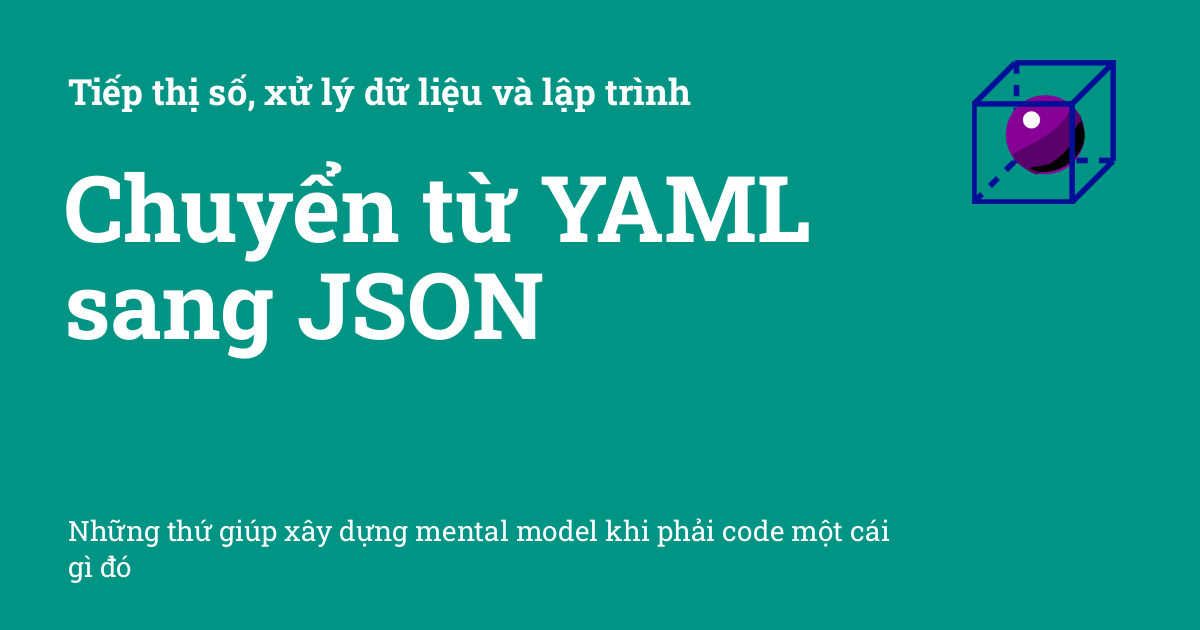 Tiếp thị số, xử lý dữ liệu và lập trình
Chuyển từ YAML
sang JSON
Những thứ giúp xây dựng mental model khi phải code một cái
gì đó